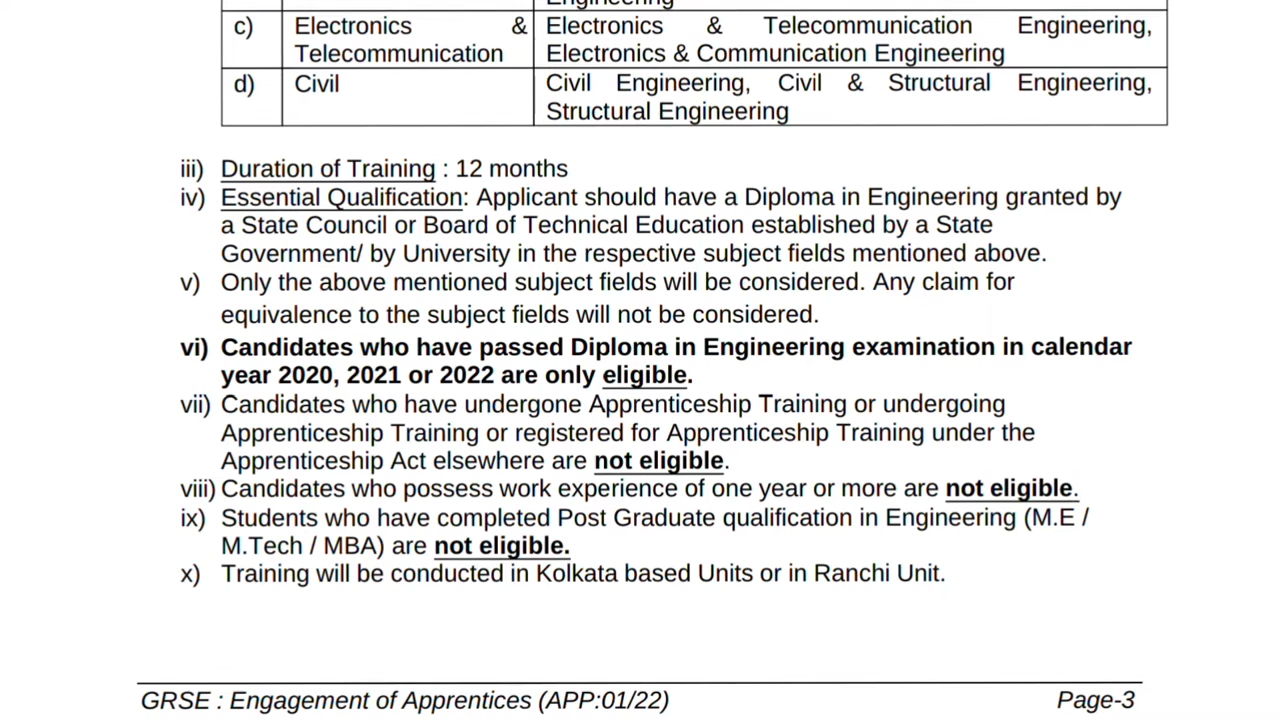 Engineering
c) Electronics & Telecommunication Electronics & Telecommunication Engineering, Electronics & Communication Engineering
d) Civil Civil Engineering, Civil & Structural Engineering, Structural Engineering
iii) Duration of Training : 12 months
iv) Essential Qualification: Applicant should have a Diploma in Engineering granted by
a State Council or Board of Technical Education established by a State
Government/ by University in the respective subject fields mentioned above.
v) Only the above mentioned subject fields will be considered. Any claim for
equivalence to the subject fields will not be considered.
vi) Candidates who have passed Diploma in Engineering examination in calendar
year 2020, 2021 or 2022 are only eligible.
vii) Candidates who have undergone Apprenticeship Training or undergoing
Apprenticeship Training or registered for Apprenticeship Training under the
Apprenticeship Act elsewhere are not eligible.
viii) Candidates who possess work experience of one year or more are not eligible.
ix) Students who have completed Post Graduate qualification in Engineering (M.E /
M.Tech / MBA) are not eligible.
x) Training will be conducted in Kolkata based Units or in Ranchi Unit.
GRSE : Engagement of Apprentices (APP:01/22) Page-3